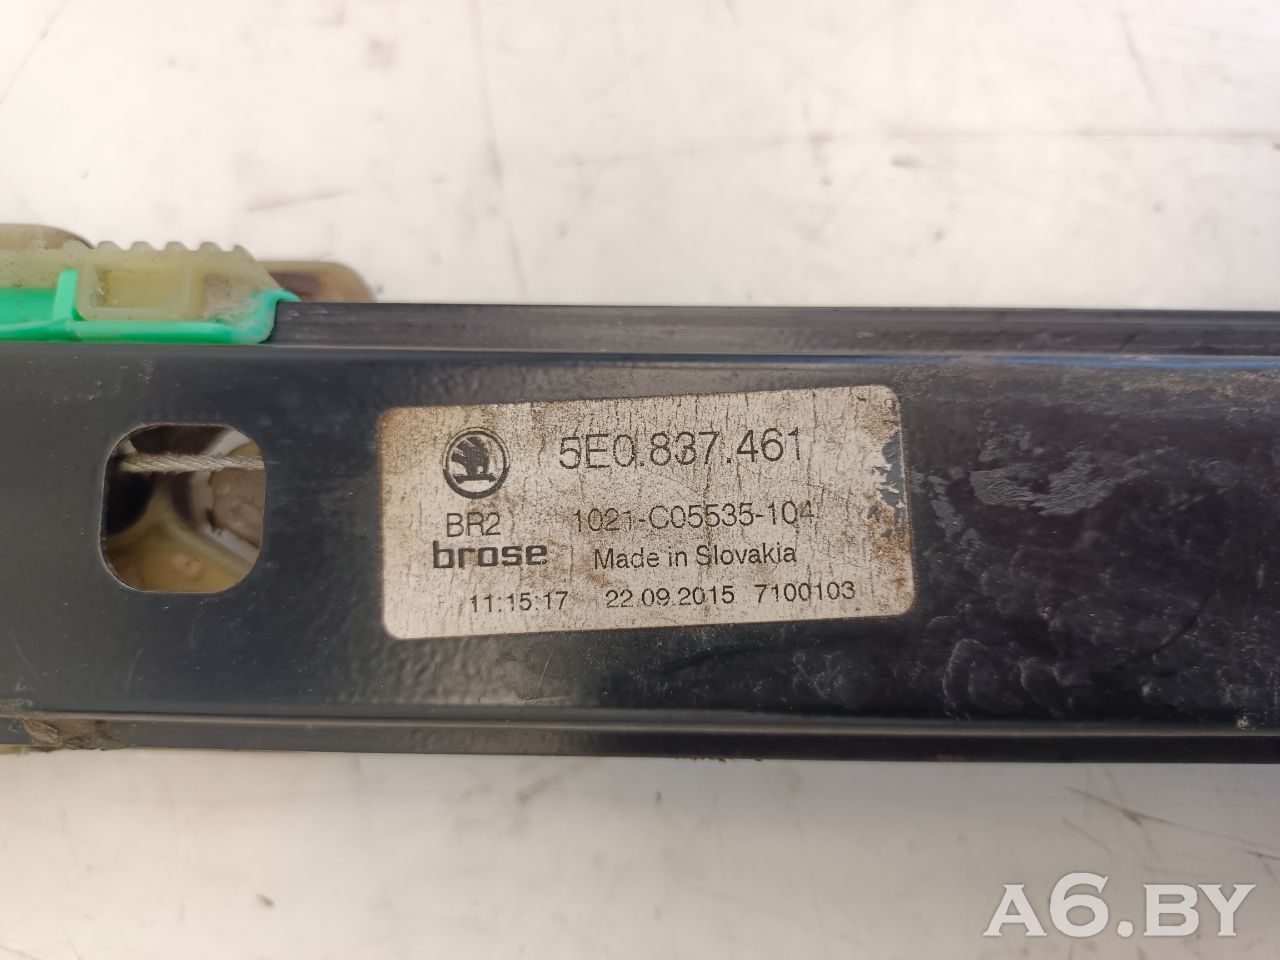 5E0.837.461
BR2 1021-C05535-104
brose Made in Slovakia
11:15:17 22.09.2015 7100103
A6.BY